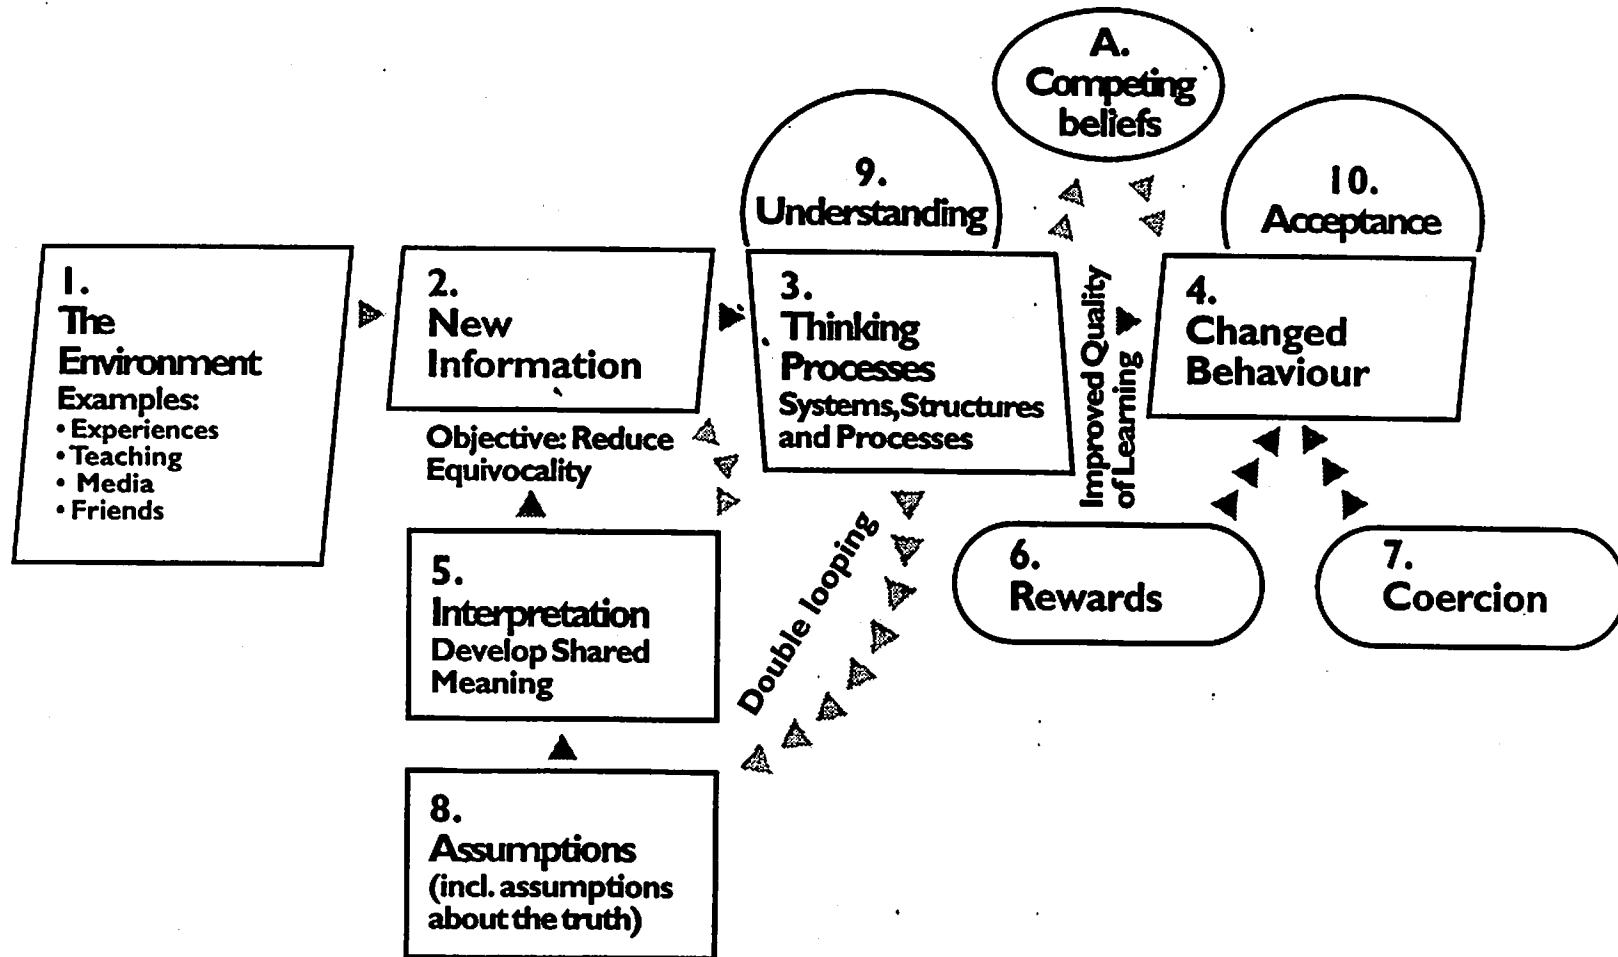 1.
The
Environment
Examples:
• Experiences
• Teaching
• Media
• Friends
2.
New
Information
Objective: Reduce
Equivocality
9.
Understanding
3.
Thinking
Processes
Systems, Structures
and Processes
A.
Competing
beliefs
Improved Quality
of Learning
10.
Acceptance
4.
Changed
Behaviour
5.
Interpretation
Develop Shared
Meaning
Double looping
6.
Rewards
7.
Coercion
8.
Assumptions
(incl. assumptions
about the truth)